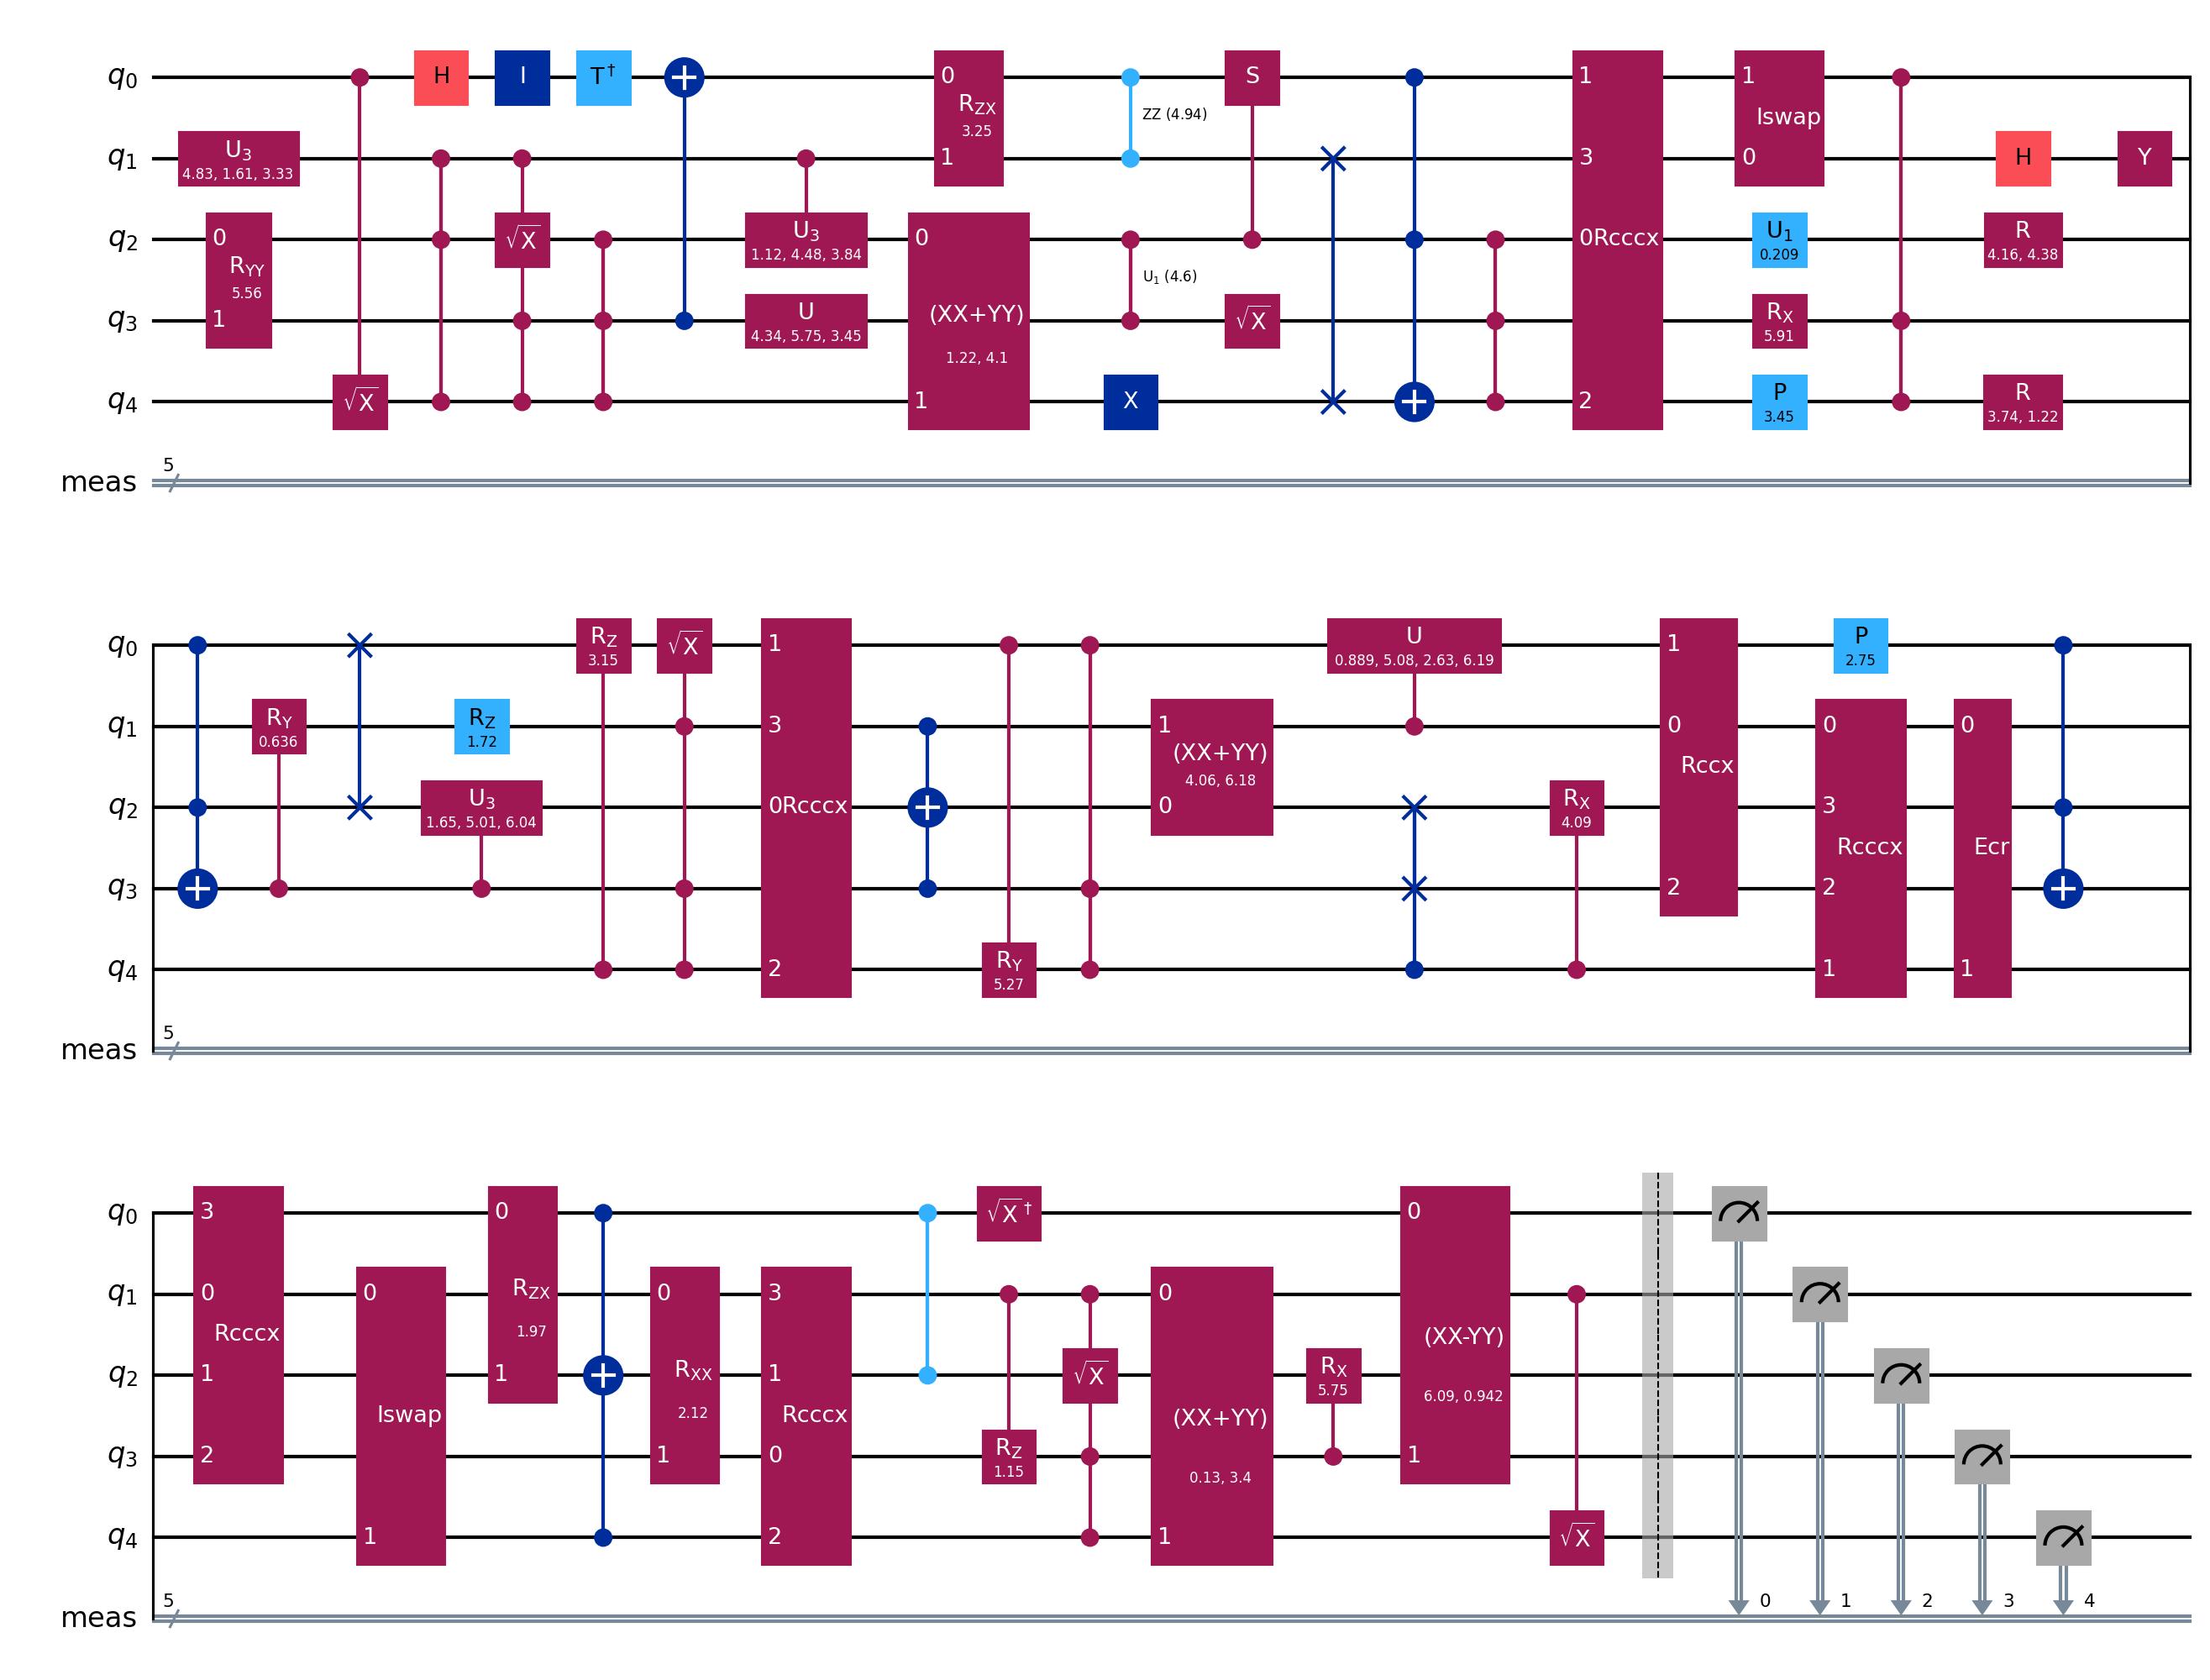 q0 H I T† 0 RZX 3.25 1 ZZ (4.94) S 1 1 Iswap
q1 U3 4.83, 1.61, 3.33 3 0 H Y
q2 0 RYY 5.56 √X U3 1.12, 4.48, 3.84 0 (XX+YY) 1.22, 4.1 U1 (4.6) 0Rcccx U1 0.209 R 4.16, 4.38
q3 1 U 4.34, 5.75, 3.45 √X RX 5.91
q4 √X 1 X 2 P 3.45 R 3.74, 1.22
meas 5
q0 RZ 3.15 √X 1 U 0.889, 5.08, 2.63, 6.19 1 P 2.75
q1 RY 0.636 RZ 1.72 3 1 (XX+YY) 4.06, 6.18 0 Rccx 0 0
q2 U3 1.65, 5.01, 6.04 0Rcccx 0 RX 4.09 3 Rcccx Ecr
q3 2 2
q4 2 RY 5.27 1 1
meas 5
q0 3 0 √X† 0
q1 0 Rcccx 0 RZX 1.97 0 3 0 (XX-YY) 6.09, 0.942
q2 1 Iswap 1 RXX 2.12 1 Rcccx √X (XX+YY) 0.13, 3.4 RX 5.75
q3 2 1 0 RZ 1.15 1
q4 1 2 1 √X
meas 5 0 1 2 3 4